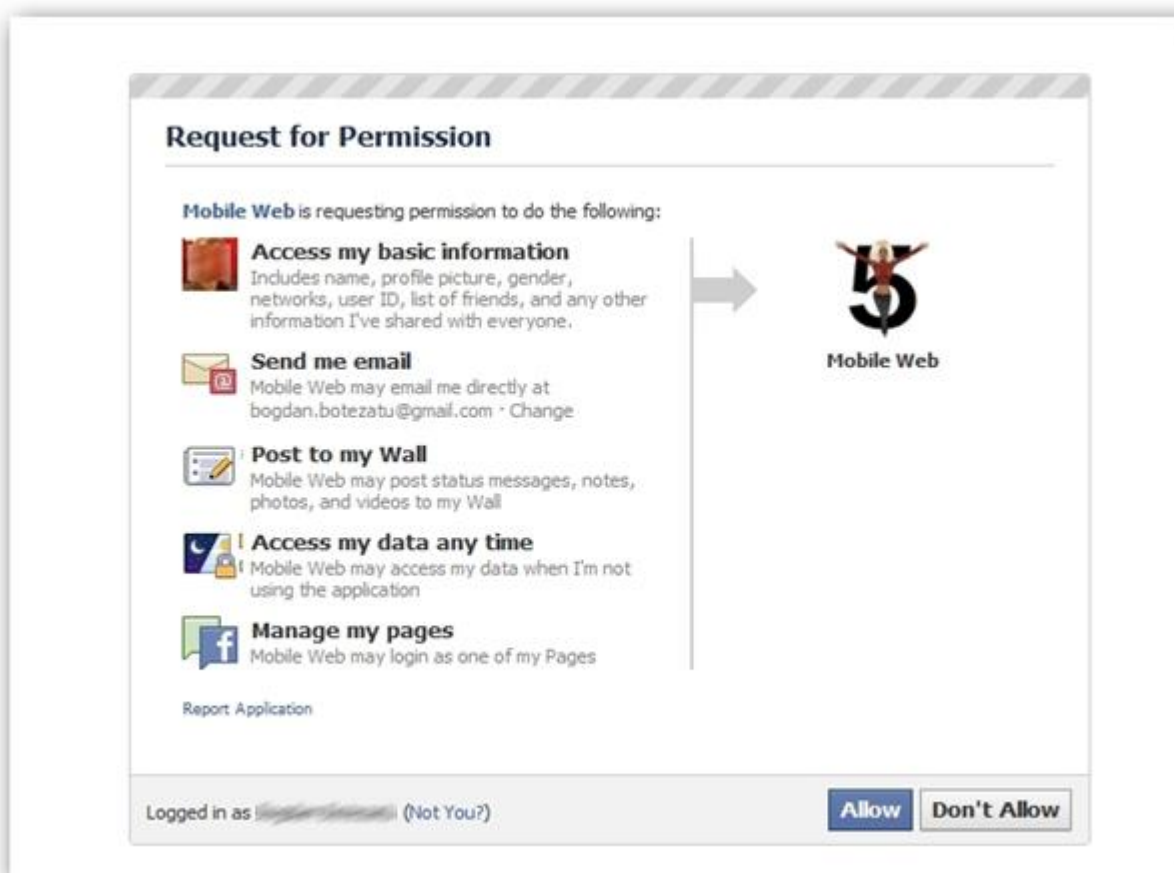 Request for Permission
Mobile Web is requesting permission to do the following:
Access my basic information
Includes name, profile picture, gender,
networks, user ID, list of friends, and any other
information I've shared with everyone.
Send me email
Mobile Web may email me directly at
bogdan.botezatu@gmail.com · Change
Post to my Wall
Mobile Web may post status messages, notes,
photos, and videos to my Wall
Access my data any time
Mobile Web may access my data when I'm not
using the application
Manage my pages
Mobile Web may login as one of my Pages
5
Mobile Web
Report Application
Logged in as (Not You?)
Allow
Don't Allow